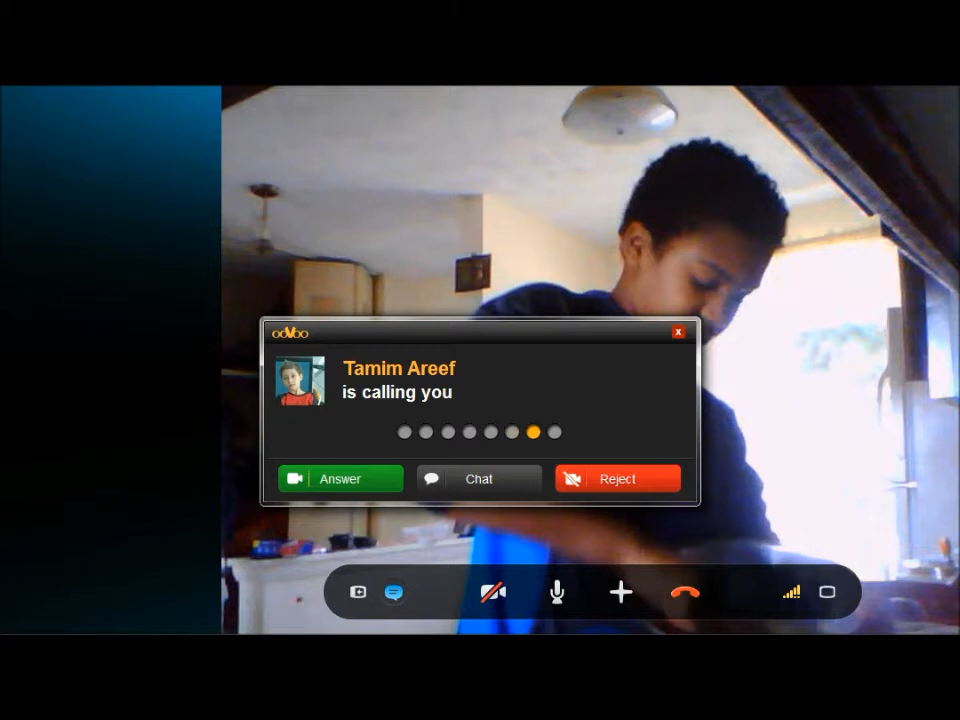 ooVoo
x
Tamim Areef
is calling you
Answer
Chat
Reject